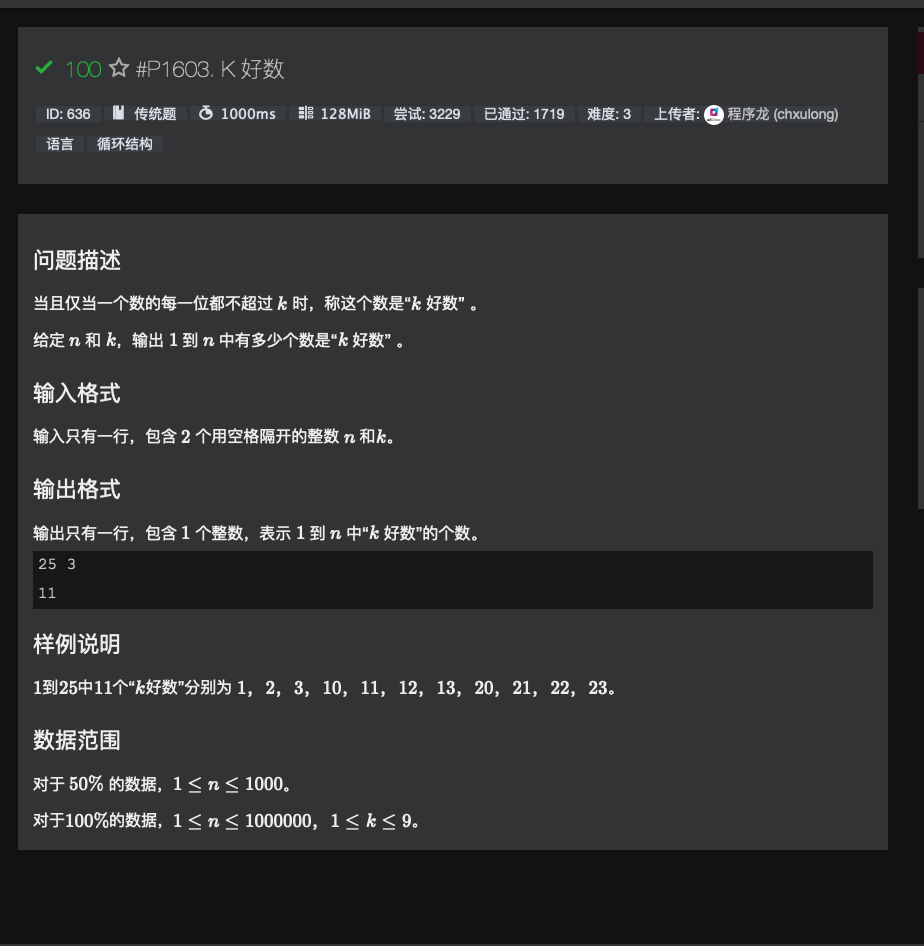 100 #P1603. K 好数
ID: 636 传统题 1000ms 128MiB 尝试: 3229 已通过: 1719 难度: 3 上传者: 程序龙 (chxulong)
语言 循环结构
问题描述
当且仅当一个数的每一位都不超过 k 时，称这个数是“k 好数” 。
给定 n 和 k，输出 1 到 n 中有多少个数是“k 好数” 。
输入格式
输入只有一行，包含 2 个用空格隔开的整数 n 和k。
输出格式
输出只有一行，包含 1 个整数，表示 1 到 n 中“k 好数”的个数。
25 3
11
样例说明
1到25中11个“k好数”分别为 1，2，3，10，11，12，13，20，21，22，23。
数据范围
对于 50% 的数据，1 ≤ n ≤ 1000。
对于100%的数据，1 ≤ n ≤ 1000000，1 ≤ k ≤ 9。